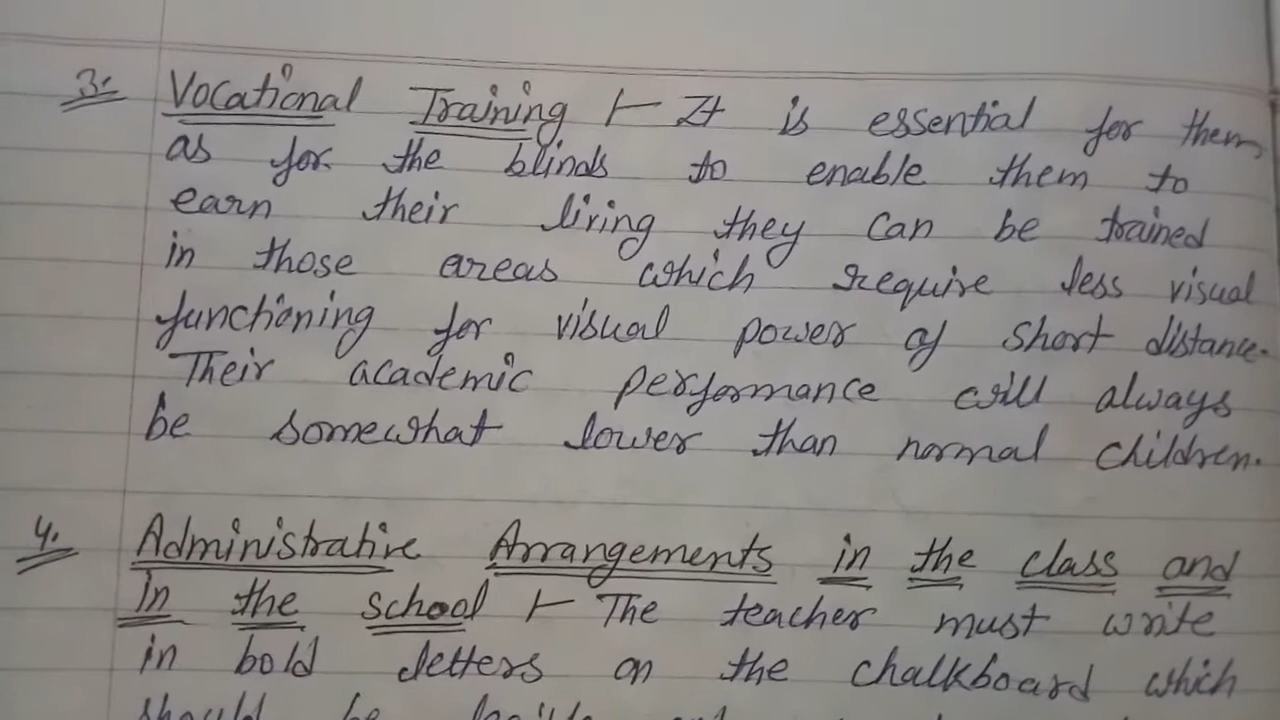 3. Vocational Training :- It is essential for them,
as for the blinds to enable them to
earn their living they can be trained
in those areas which require less visual
functioning for visual power of short distance.
Their academic performance will always
be somewhat lower than normal children.
4. Administrative Arrangements in the class and
In the school :- The teacher must write
in bold letters on the chalkboard which
should be